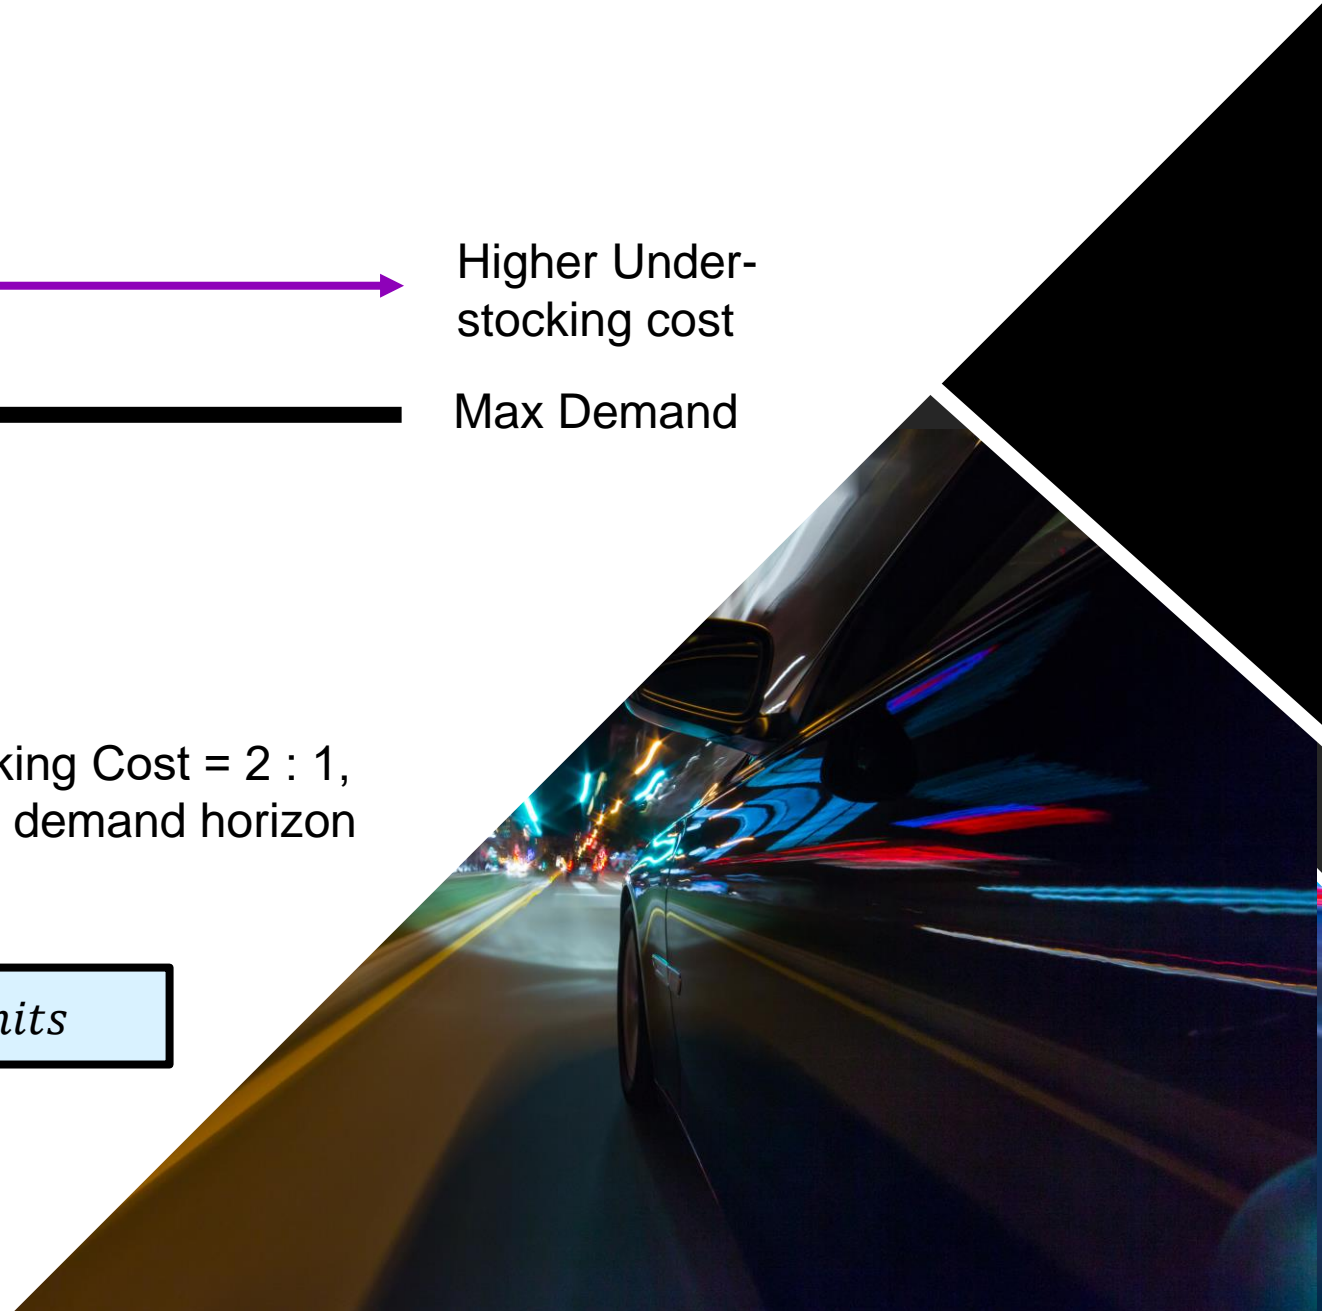 Higher Under-
stocking cost
Max Demand
king Cost = 2 : 1,
demand horizon
nits